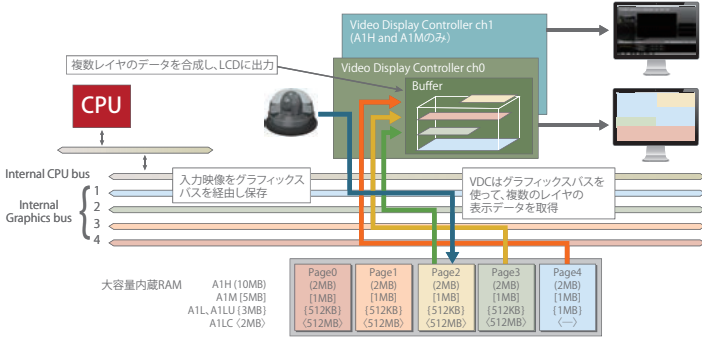 Video Display Controller ch1
(A1H and A1Mのみ)
Video Display Controller ch0
複数レイヤのデータを合成し、LCDに出力
Buffer
CPU
Internal CPU bus
入力映像をグラフィックス
バスを経由し保存
VDCはグラフィックスバスを
使って、複数のレイヤの
表示データを取得
Internal
Graphics bus
1
2
3
4
大容量内蔵RAM
A1H (10MB)
A1M [5MB]
A1L、A1LU {3MB}
A1LC 〈2MB〉
Page0
(2MB)
[1MB]
{512KB}
〈512MB〉
Page1
(2MB)
[1MB]
{512KB}
〈512MB〉
Page2
(2MB)
[1MB]
{512KB}
〈512MB〉
Page3
(2MB)
[1MB]
{512KB}
〈512MB〉
Page4
(2MB)
[1MB]
{1MB}
〈―〉